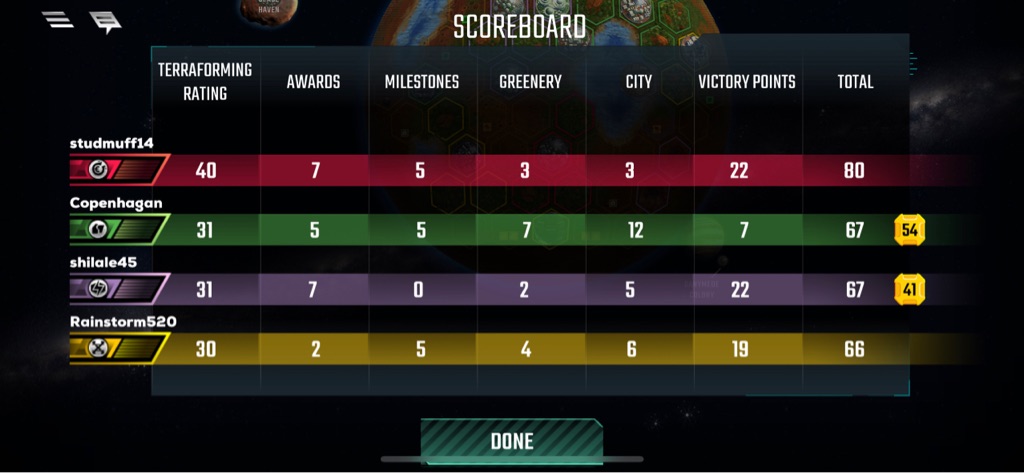 HAVEN
SCOREBOARD
TERRAFORMING RATING AWARDS MILESTONES GREENERY CITY VICTORY POINTS TOTAL
studmuff14
40 7 5 3 3 22 80
Copenhagan
31 5 5 7 12 7 67 54
shilale45
31 7 0 2 5 22 67 41
Rainstorm520
30 2 5 4 6 19 66
DONE